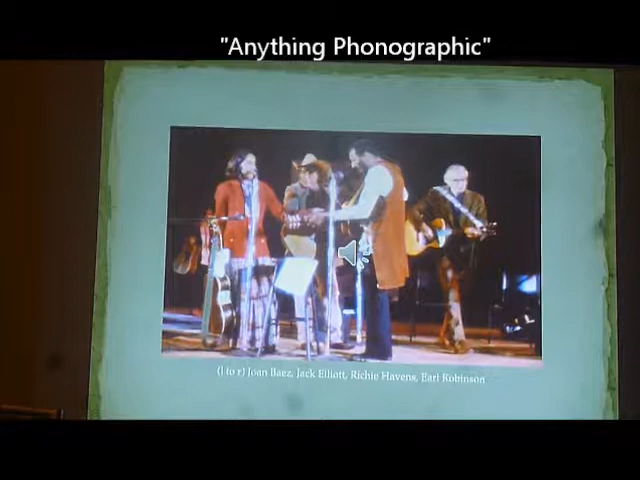 "Anything Phonographic"
(l to r) Joan Baez, Jack Elliott, Richie Havens, Earl Robinson